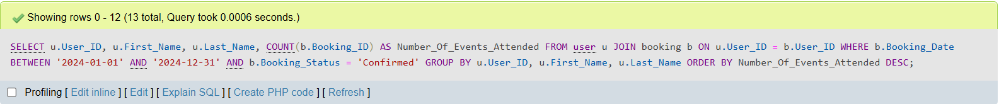 Showing rows 0 - 12 (13 total, Query took 0.0006 seconds.)
SELECT u.User_ID, u.First_Name, u.Last_Name, COUNT(b.Booking_ID) AS Number_Of_Events_Attended FROM user u JOIN booking b ON u.User_ID = b.User_ID WHERE b.Booking_Date
BETWEEN '2024-01-01' AND '2024-12-31' AND b.Booking_Status = 'Confirmed' GROUP BY u.User_ID, u.First_Name, u.Last_Name ORDER BY Number_Of_Events_Attended DESC;
Profiling [ Edit inline ] [ Edit ] [ Explain SQL ] [ Create PHP code ] [ Refresh ]